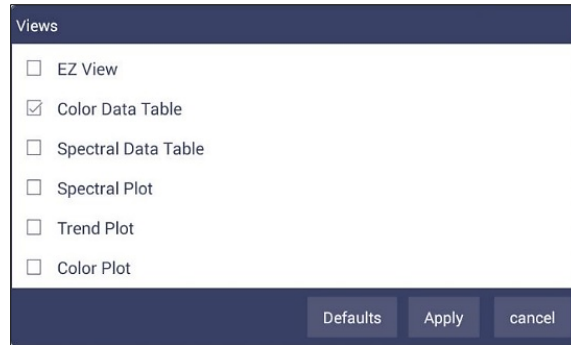 Views
EZ View
Color Data Table
Spectral Data Table
Spectral Plot
Trend Plot
Color Plot
Defaults Apply cancel